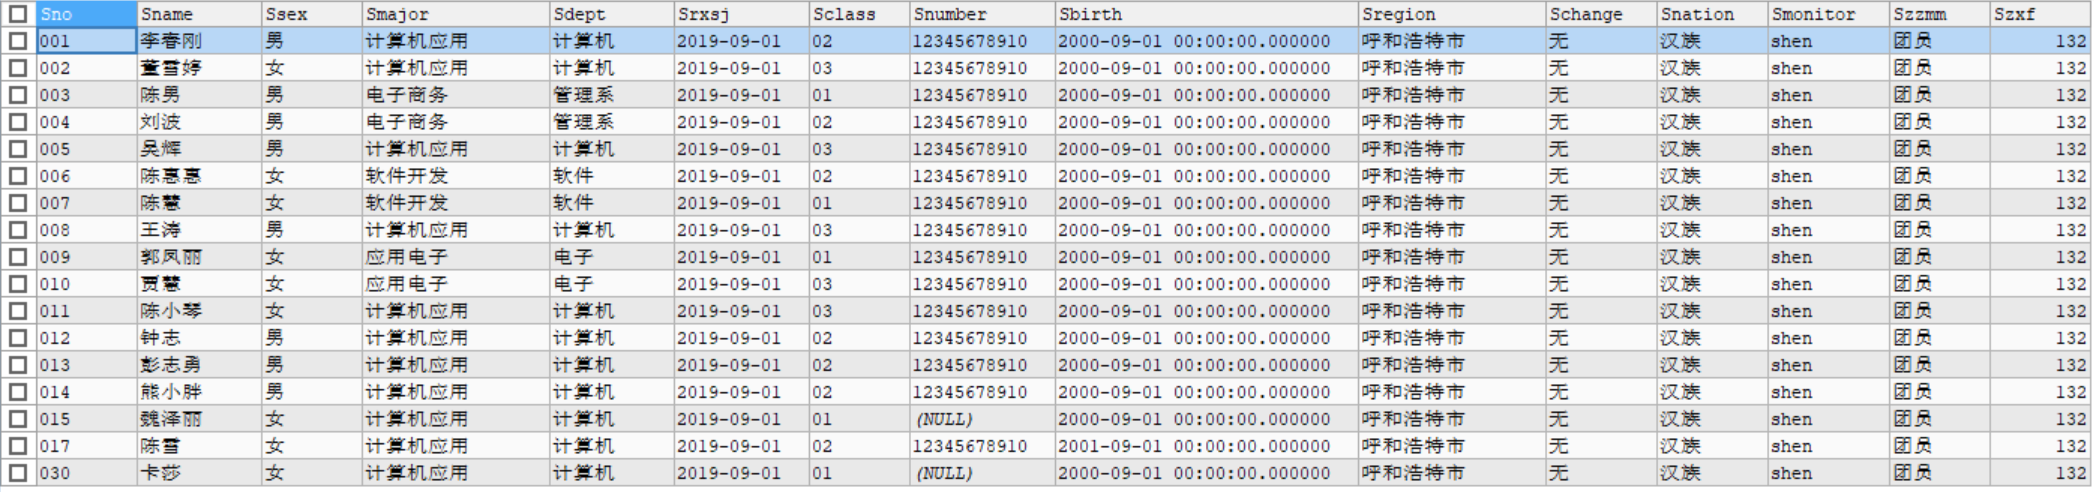 Sno Sname Ssex Smajor Sdept Srxsj Sclass Snumber Sbirth Sregion Schange Snation Smonitor Szzmm Szxf
001 李春刚 男 计算机应用 计算机 2019-09-01 02 12345678910 2000-09-01 00:00:00.000000 呼和浩特市 无 汉族 shen 团员 132
002 董雪婷 女 计算机应用 计算机 2019-09-01 03 12345678910 2000-09-01 00:00:00.000000 呼和浩特市 无 汉族 shen 团员 132
003 陈男 男 电子商务 管理系 2019-09-01 01 12345678910 2000-09-01 00:00:00.000000 呼和浩特市 无 汉族 shen 团员 132
004 刘波 男 电子商务 管理系 2019-09-01 02 12345678910 2000-09-01 00:00:00.000000 呼和浩特市 无 汉族 shen 团员 132
005 吴辉 男 计算机应用 计算机 2019-09-01 03 12345678910 2000-09-01 00:00:00.000000 呼和浩特市 无 汉族 shen 团员 132
006 陈惠惠 女 软件开发 软件 2019-09-01 02 12345678910 2000-09-01 00:00:00.000000 呼和浩特市 无 汉族 shen 团员 132
007 陈慧 女 软件开发 软件 2019-09-01 01 12345678910 2000-09-01 00:00:00.000000 呼和浩特市 无 汉族 shen 团员 132
008 王涛 男 计算机应用 计算机 2019-09-01 03 12345678910 2000-09-01 00:00:00.000000 呼和浩特市 无 汉族 shen 团员 132
009 郭凤丽 女 应用电子 电子 2019-09-01 01 12345678910 2000-09-01 00:00:00.000000 呼和浩特市 无 汉族 shen 团员 132
010 贾慧 女 应用电子 电子 2019-09-01 03 12345678910 2000-09-01 00:00:00.000000 呼和浩特市 无 汉族 shen 团员 132
011 陈小琴 女 计算机应用 计算机 2019-09-01 03 12345678910 2000-09-01 00:00:00.000000 呼和浩特市 无 汉族 shen 团员 132
012 钟志 男 计算机应用 计算机 2019-09-01 02 12345678910 2000-09-01 00:00:00.000000 呼和浩特市 无 汉族 shen 团员 132
013 彭志勇 男 计算机应用 计算机 2019-09-01 02 12345678910 2000-09-01 00:00:00.000000 呼和浩特市 无 汉族 shen 团员 132
014 熊小胖 男 计算机应用 计算机 2019-09-01 02 12345678910 2000-09-01 00:00:00.000000 呼和浩特市 无 汉族 shen 团员 132
015 魏泽丽 女 计算机应用 计算机 2019-09-01 01 (NULL) 2000-09-01 00:00:00.000000 呼和浩特市 无 汉族 shen 团员 132
017 陈雪 女 计算机应用 计算机 2019-09-01 02 12345678910 2001-09-01 00:00:00.000000 呼和浩特市 无 汉族 shen 团员 132
030 卡莎 女 计算机应用 计算机 2019-09-01 01 (NULL) 2000-09-01 00:00:00.000000 呼和浩特市 无 汉族 shen 团员 132